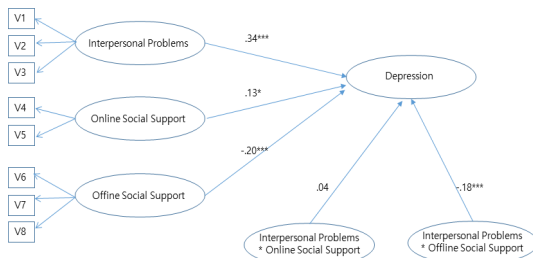 V1
V2
V3
Interpersonal Problems
.34***
Depression
V4
V5
Online Social Support
.13*
V6
V7
V8
Offine Social Support
-.20***
.04
-.18***
Interpersonal Problems
* Online Social Support
Interpersonal Problems
* Offline Social Support